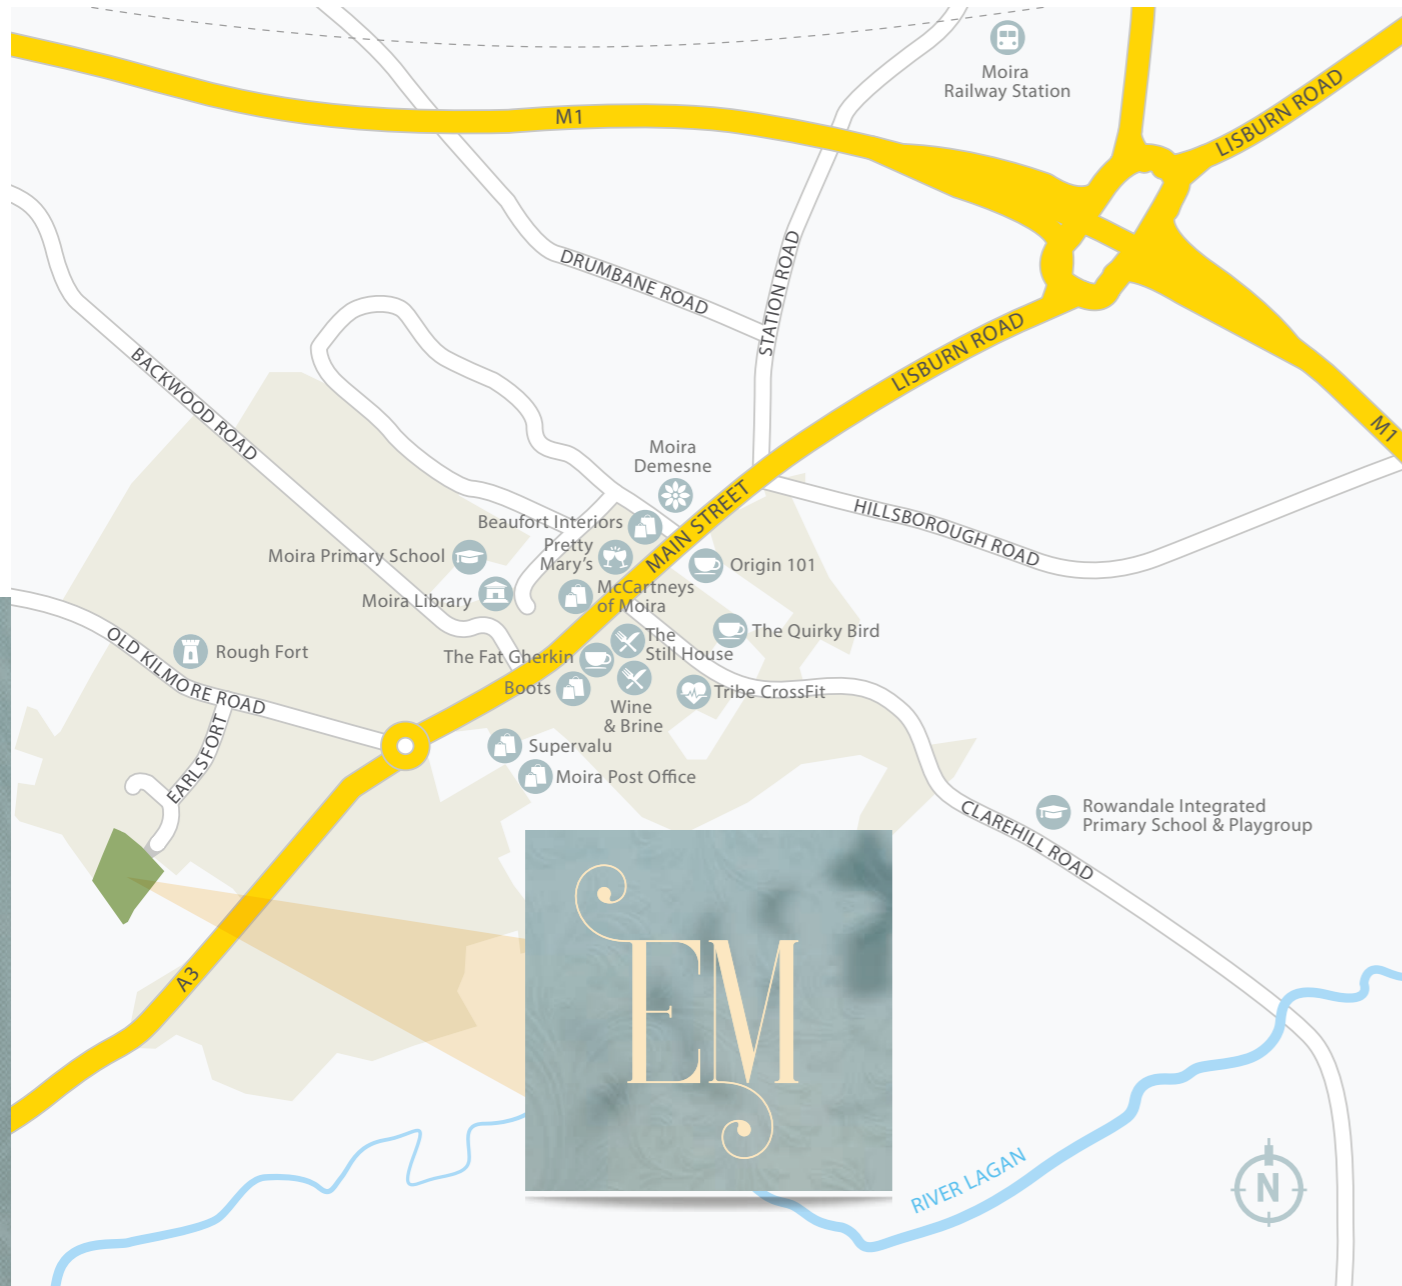 Moira
Railway Station
M1
LISBURN ROAD
DRUMBANE ROAD
STATION ROAD
LISBURN ROAD
BACKWOOD ROAD
M1
Moira
Demesne
MAIN STREET
HILLSBOROUGH ROAD
Beaufort Interiors
Pretty
Mary's
Moira Primary School
Origin 101
McCartneys
of Moira
Moira Library
The Quirky Bird
The
Still House
OLD KILMORE ROAD
Rough Fort
The Fat Gherkin
Boots
Tribe CrossFit
Wine
& Brine
EARLSFORT
Supervalu
Moira Post Office
CLAREHILL ROAD
Rowandale Integrated
Primary School & Playgroup
A3
EM
RIVER LAGAN
N